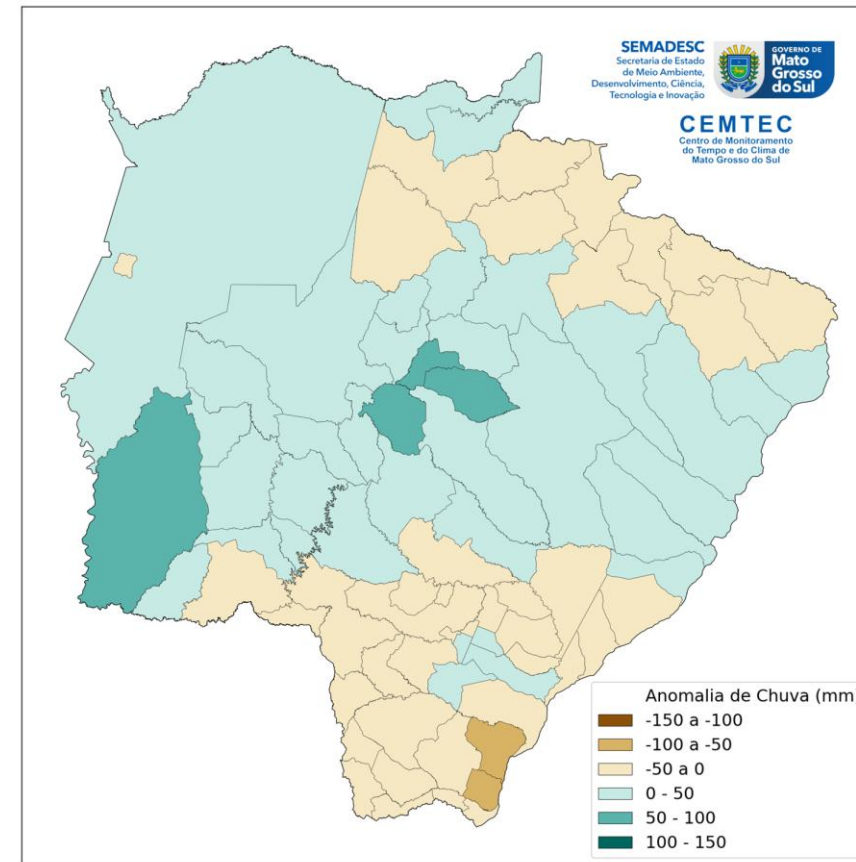 SEMADESC
Secretaria de Estado
de Meio Ambiente,
Desenvolvimento, Ciência,
Tecnologia e Inovação
GOVERNO DE
Mato
Grosso
do Sul
CEMTEC
Centro de Monitoramento
do Tempo e do Clima de
Mato Grosso do Sul
Anomalia de Chuva (mm)
-150 a -100
-100 a -50
-50 a 0
0 - 50
50 - 100
100 - 150